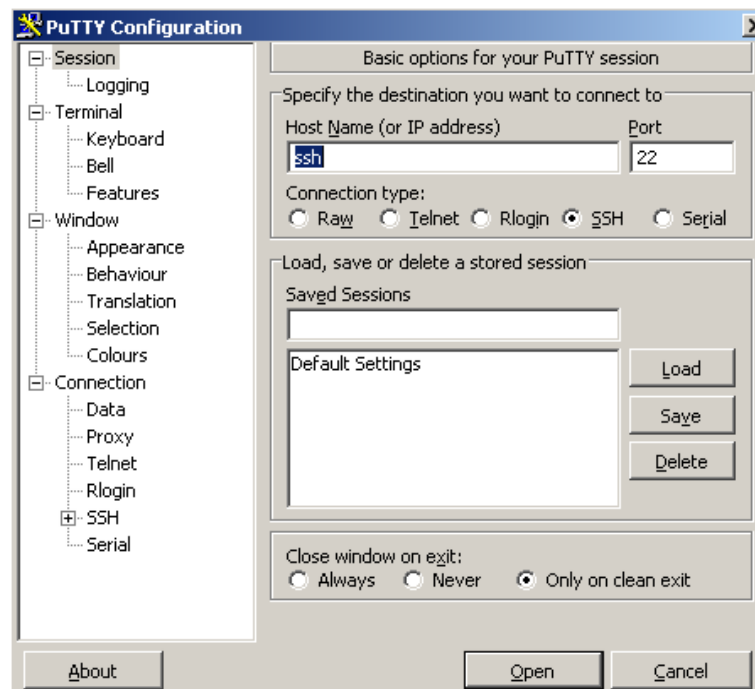 PuTTY Configuration
Session
Logging
Terminal
Keyboard
Bell
Features
Window
Appearance
Behaviour
Translation
Selection
Colours
Connection
Data
Proxy
Telnet
Rlogin
SSH
Serial
Basic options for your PuTTY session
Specify the destination you want to connect to
Host Name (or IP address) Port
ssh 22
Connection type:
Raw Telnet Rlogin SSH Serial
Load, save or delete a stored session
Saved Sessions
Default Settings
Load
Save
Delete
Close window on exit:
Always Never Only on clean exit
About Open Cancel